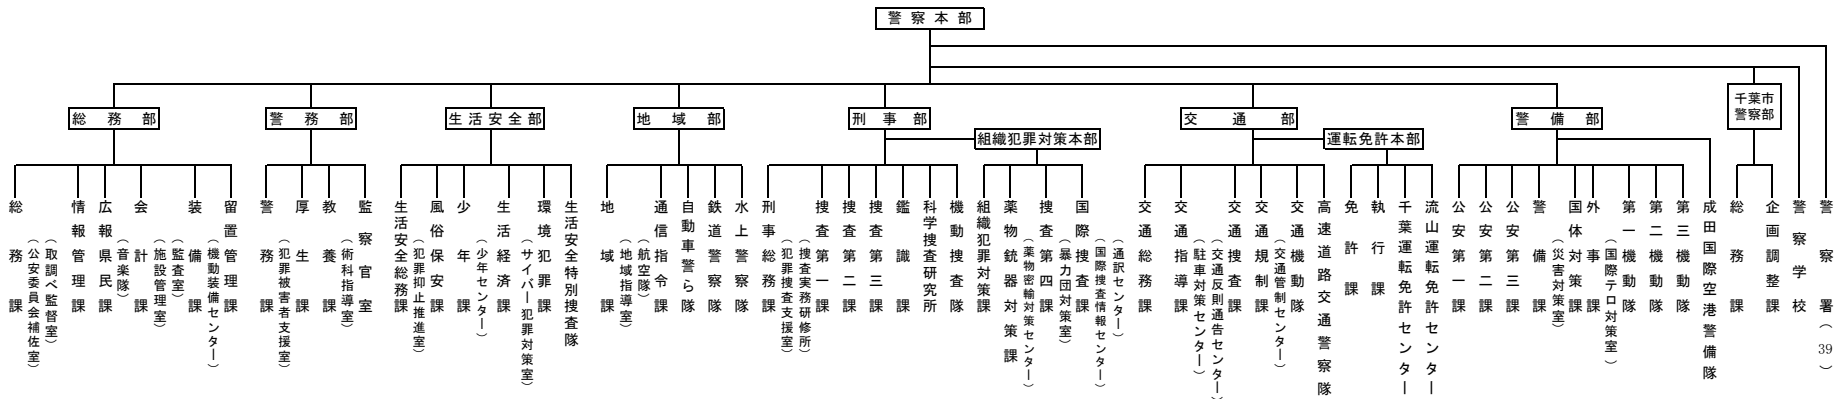 警察本部
総務部
警務部
生活安全部
地域部
刑事部
組織犯罪対策本部
交通部
運転免許本部
警備部
千葉市
警察部
総務課
（公安委員会補佐室）
（取調べ監督室）
情報管理課
広報県民課
（音楽隊）
会計課
（施設管理室）
（監査室）
装備課
（機動装備センター）
留置管理課
警務課
（犯罪被害者支援室）
厚生課
教養課
（術科指導室）
監察官室
生活安全総務課
（犯罪抑止推進室）
風俗保安課
少年課
（少年センター）
生活経済課
（サイバー犯罪対策室）
環境犯罪課
生活安全特別捜査隊
地域課
（地域指導室）
（航空隊）
通信指令課
自動車警ら隊
鉄道警察隊
水上警察隊
刑事総務課
（犯罪捜査支援室）
（捜査実務研修所）
捜査第一課
捜査第二課
捜査第三課
鑑識課
科学捜査研究所
機動捜査隊
組織犯罪対策課
薬物銃器対策課
（薬物密輸対策センター）
捜査第四課
（暴力団対策室）
国際捜査課
（国際捜査情報センター）
（通訳センター）
交通総務課
交通指導課
（駐車対策センター）
（交通反則通告センター）
交通捜査課
交通規制課
（交通管制センター）
交通機動隊
高速道路交通警察隊
免許課
執行課
千葉運転免許センター
流山運転免許センター
公安第一課
公安第二課
公安第三課
警備課
（災害対策室）
国体対策課
外事課
（国際テロ対策室）
第一機動隊
第二機動隊
第三機動隊
成田国際空港警備隊
総務課
企画調整課
警察学校
警察署（39）